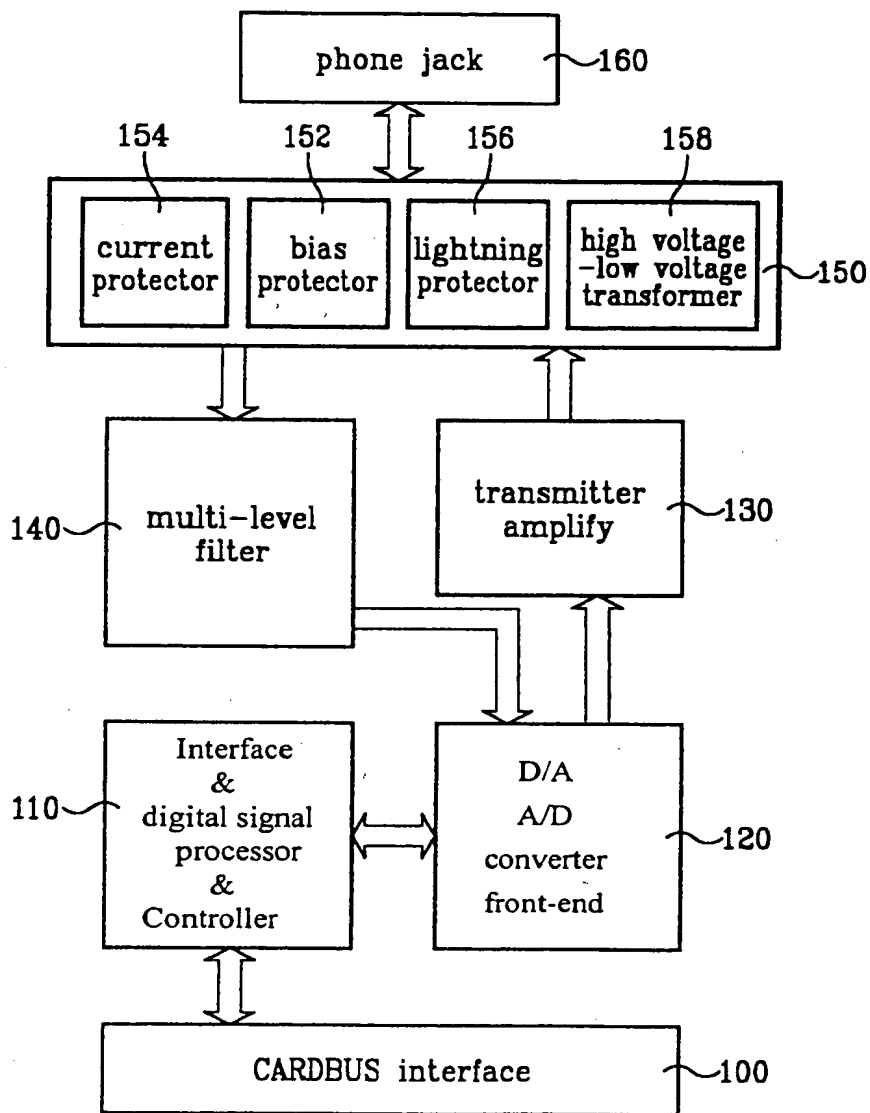 phone jack
160
154
152
156
158
current
protector
bias
protector
lightning
protector
high voltage
-low voltage
transformer
150
multi-level
filter
140
transmitter
amplify
130
Interface
&
digital signal
processor
&
Controller
110
D/A
A/D
converter
front-end
120
CARDBUS interface
100